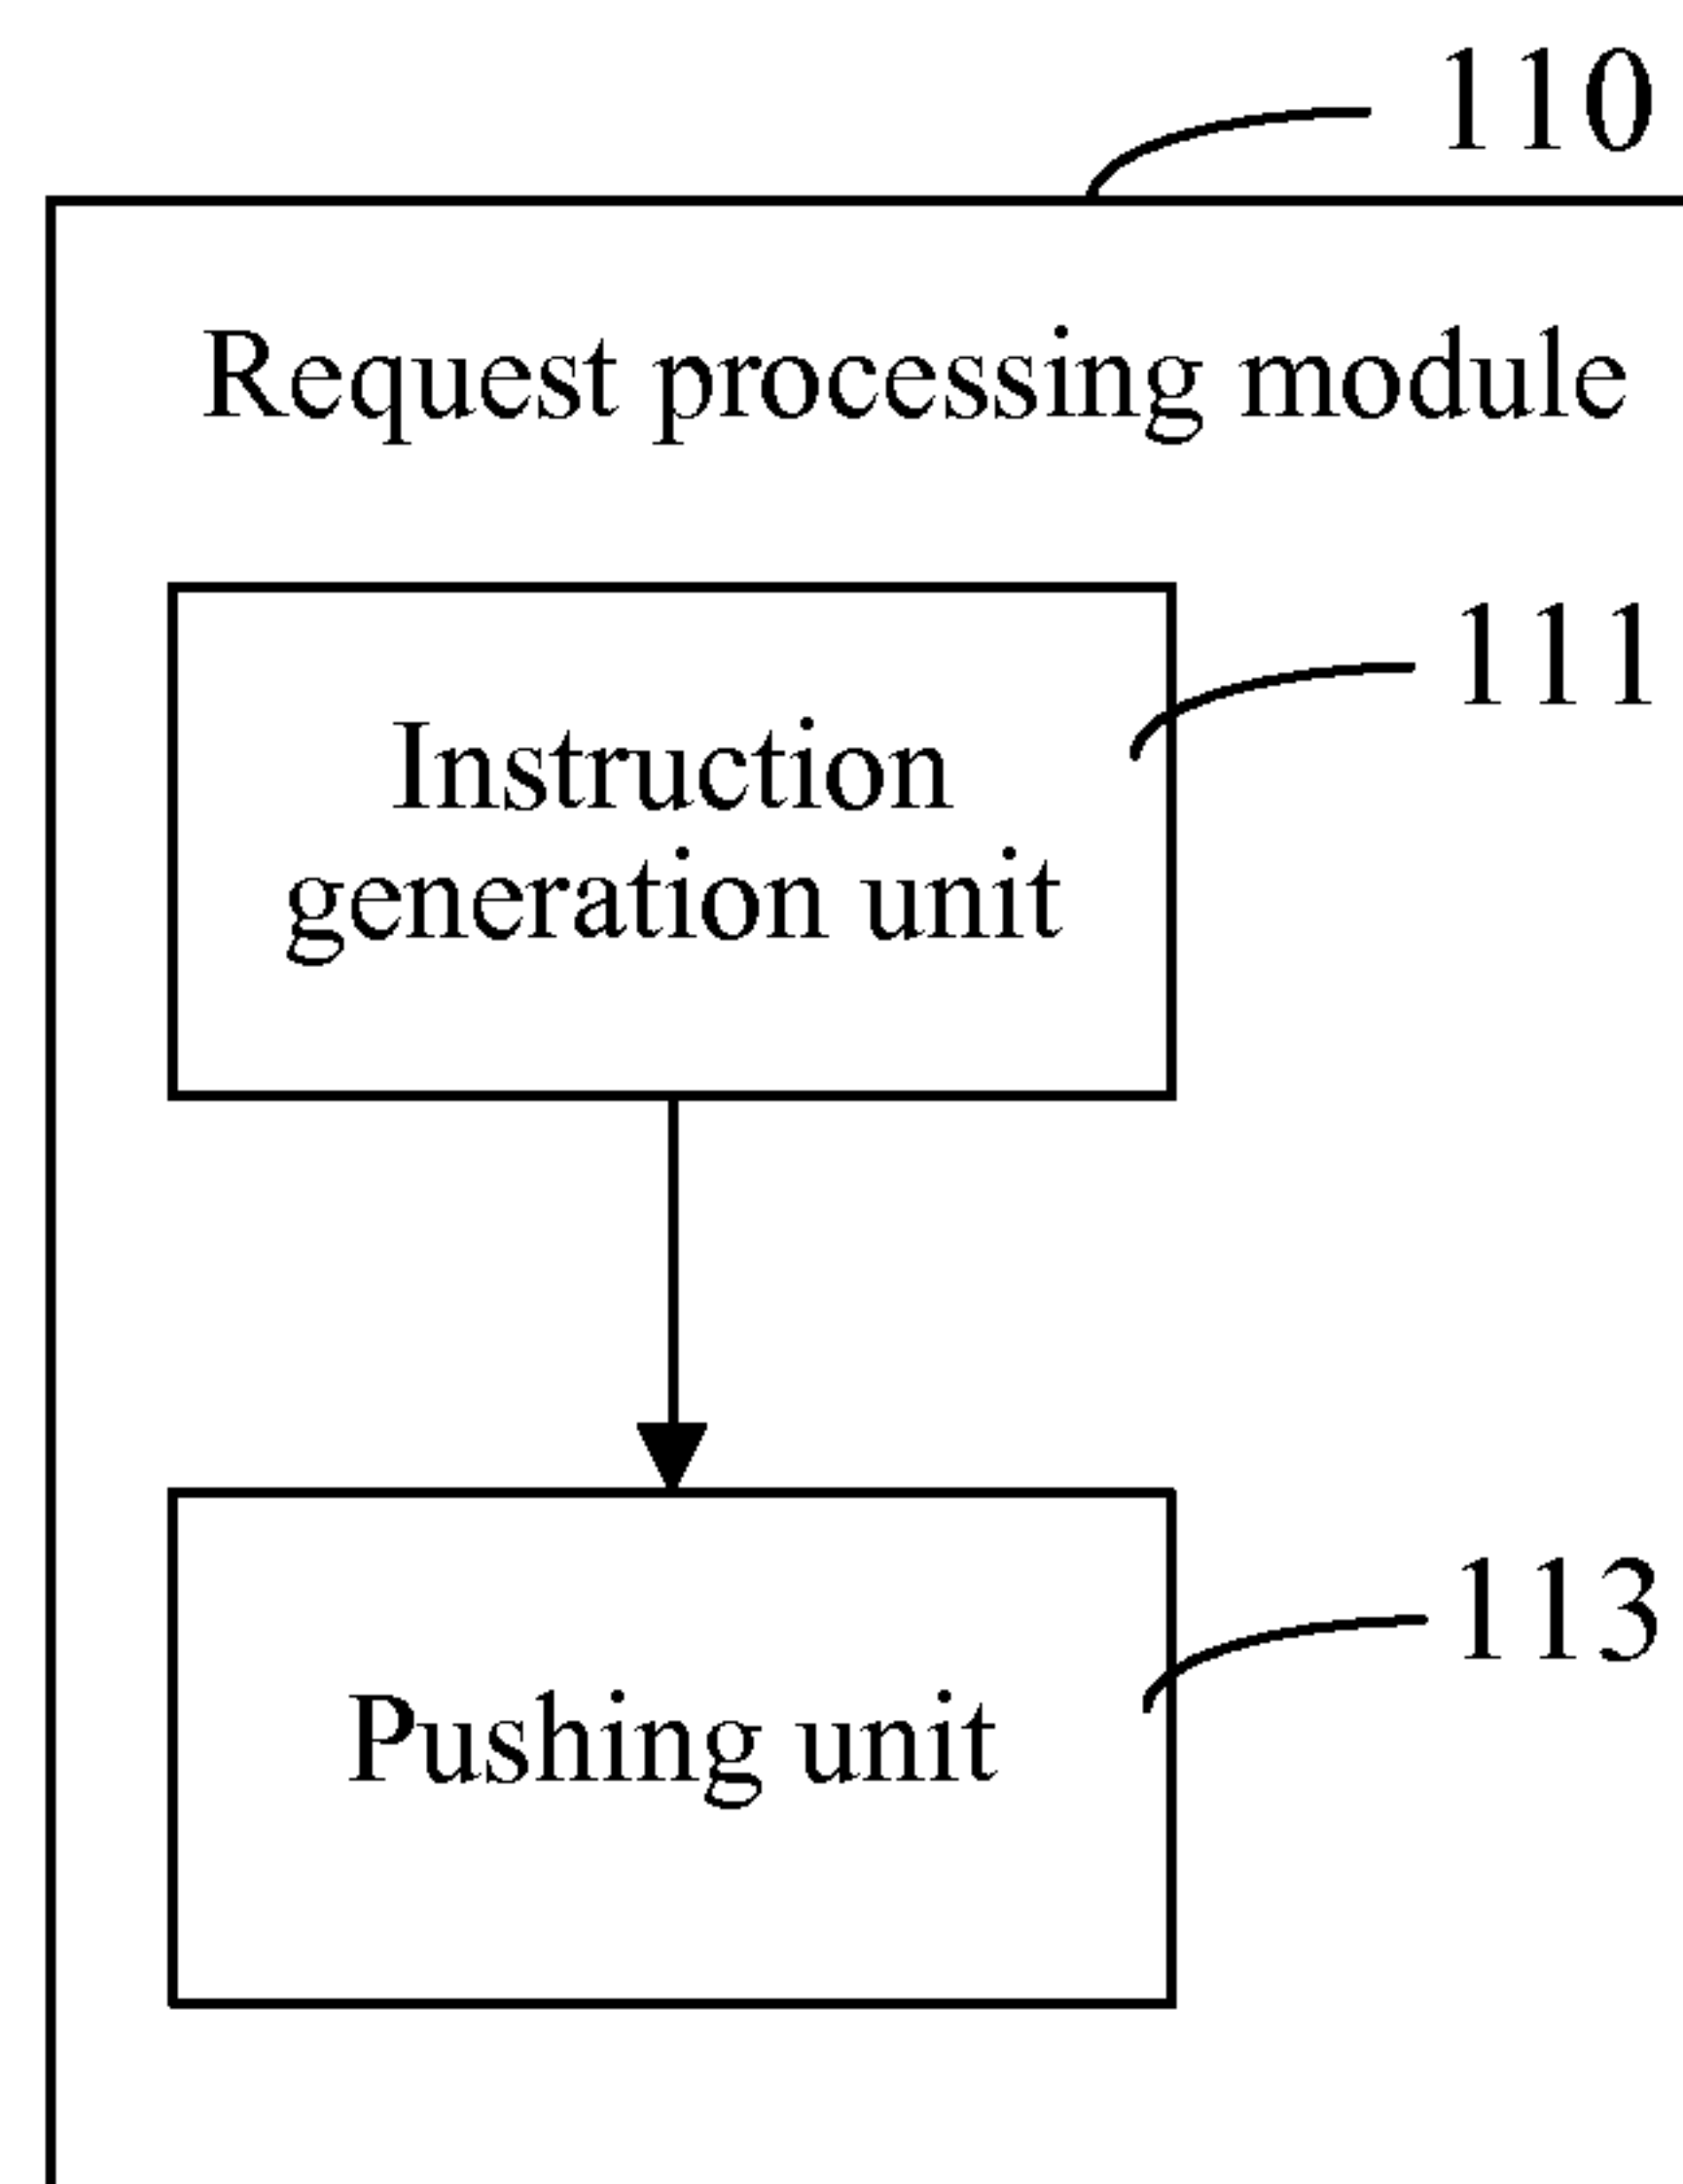 110
Request processing module
111
Instruction
generation unit
113
Pushing unit